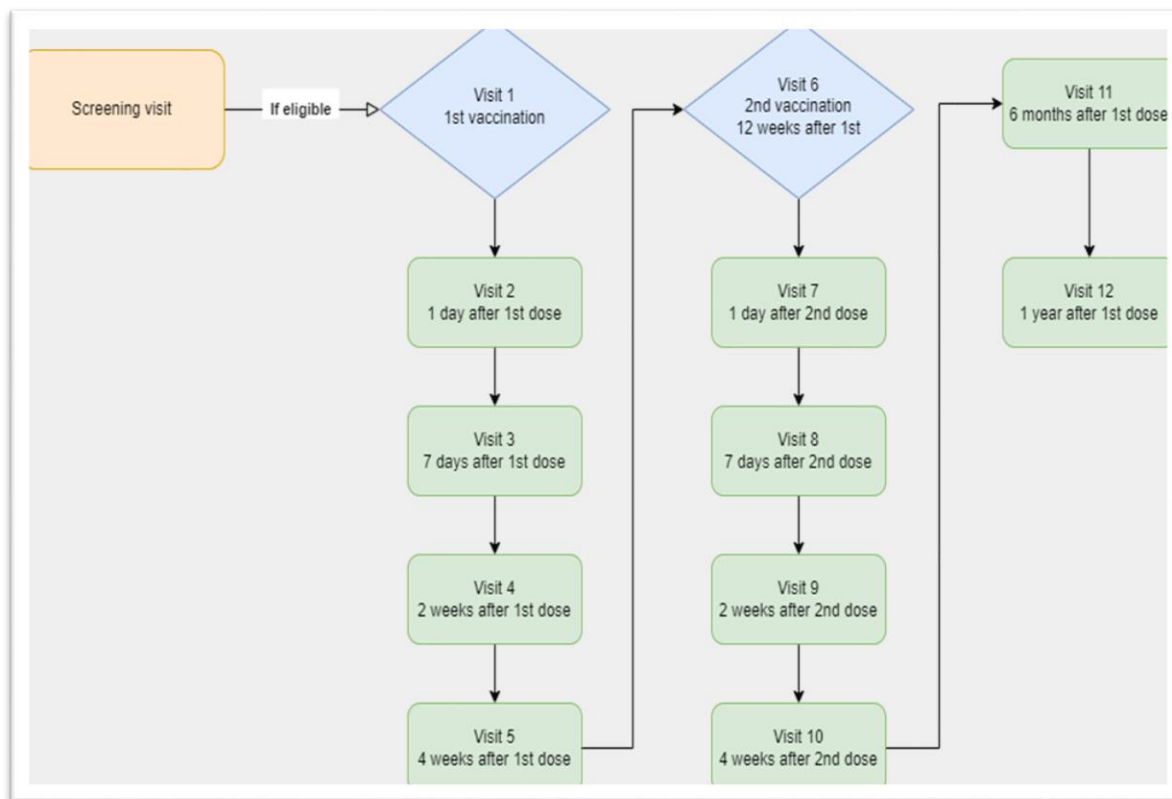 Screening visit
If eligible
Visit 1
1st vaccination
Visit 2
1 day after 1st dose
Visit 3
7 days after 1st dose
Visit 4
2 weeks after 1st dose
Visit 5
4 weeks after 1st dose
Visit 6
2nd vaccination
12 weeks after 1st
Visit 7
1 day after 2nd dose
Visit 8
7 days after 2nd dose
Visit 9
2 weeks after 2nd dose
Visit 10
4 weeks after 2nd dose
Visit 11
6 months after 1st dose
Visit 12
1 year after 1st dose